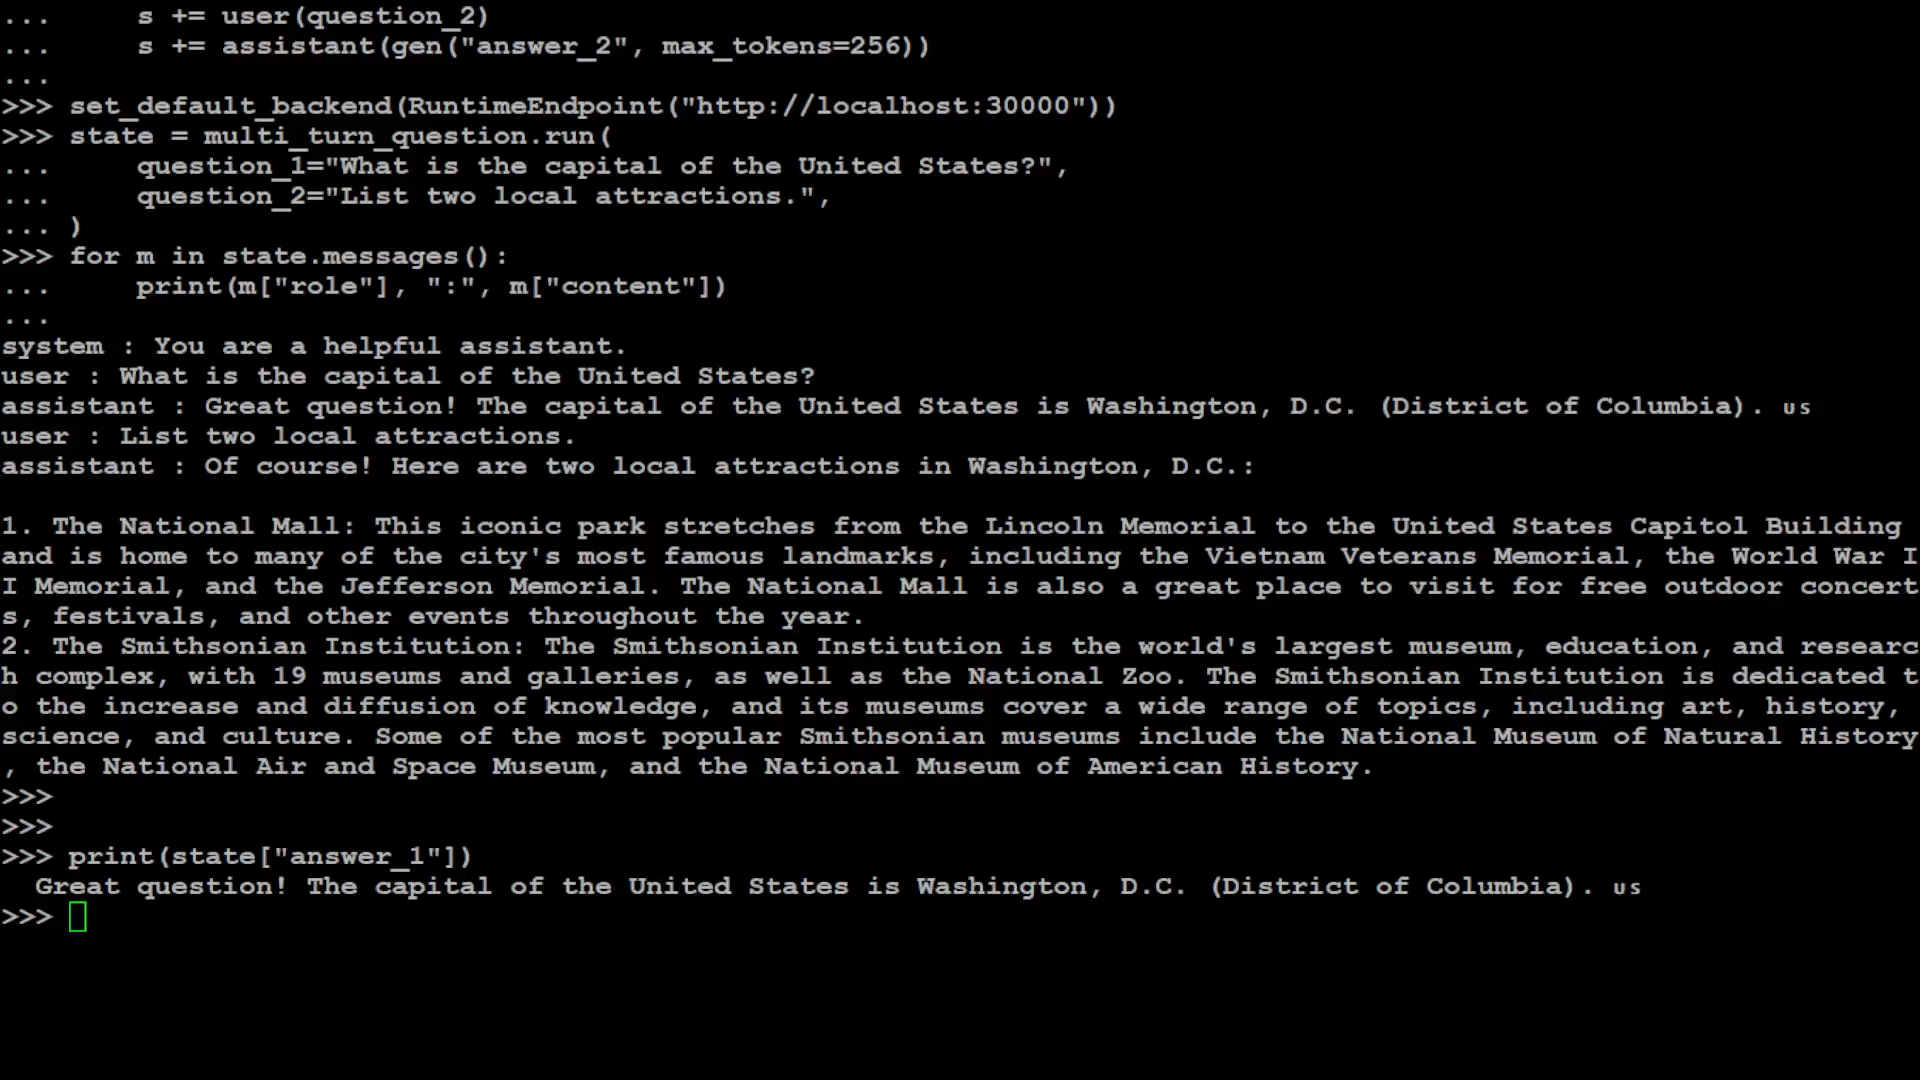 ...     s += user(question_2)
...     s += assistant(gen("answer_2", max_tokens=256))
...
>>> set_default_backend(RuntimeEndpoint("http://localhost:30000"))
>>> state = multi_turn_question.run(
...     question_1="What is the capital of the United States?",
...     question_2="List two local attractions.",
... )
>>> for m in state.messages():
...     print(m["role"], ":", m["content"])
...
system : You are a helpful assistant.
user : What is the capital of the United States?
assistant : Great question! The capital of the United States is Washington, D.C. (District of Columbia). us
user : List two local attractions.
assistant : Of course! Here are two local attractions in Washington, D.C.:
1. The National Mall: This iconic park stretches from the Lincoln Memorial to the United States Capitol Building
and is home to many of the city's most famous landmarks, including the Vietnam Veterans Memorial, the World War I
I Memorial, and the Jefferson Memorial. The National Mall is also a great place to visit for free outdoor concert
s, festivals, and other events throughout the year.
2. The Smithsonian Institution: The Smithsonian Institution is the world's largest museum, education, and researc
h complex, with 19 museums and galleries, as well as the National Zoo. The Smithsonian Institution is dedicated t
o the increase and diffusion of knowledge, and its museums cover a wide range of topics, including art, history,
science, and culture. Some of the most popular Smithsonian museums include the National Museum of Natural History
, the National Air and Space Museum, and the National Museum of American History.
>>>
>>>
>>> print(state["answer_1"])
  Great question! The capital of the United States is Washington, D.C. (District of Columbia). us
>>>